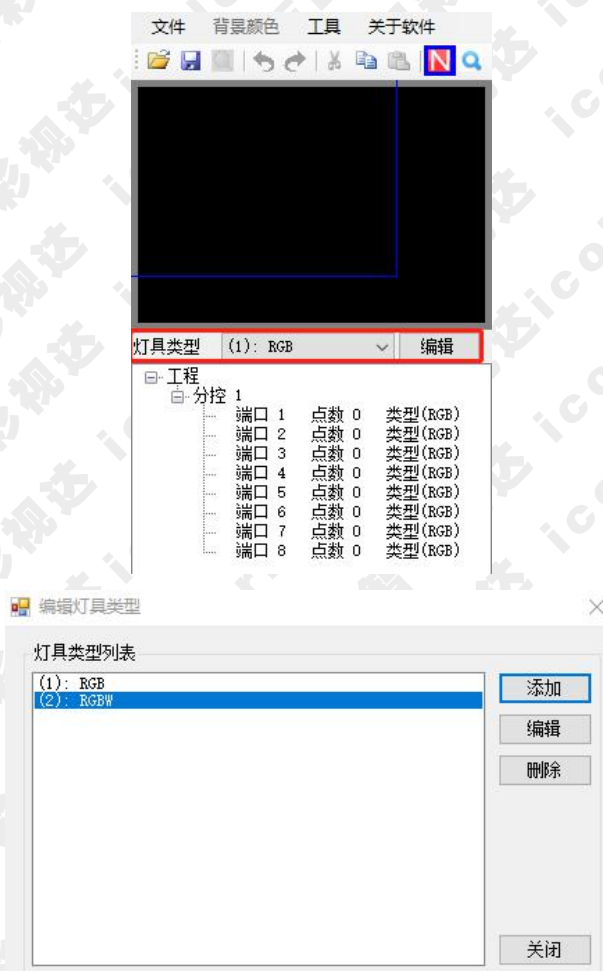 文件 背景颜色 工具 关于软件
N
灯具类型 (1): RGB 编辑
工程
分控 1
端口 1 点数 0 类型(RGB)
端口 2 点数 0 类型(RGB)
端口 3 点数 0 类型(RGB)
端口 4 点数 0 类型(RGB)
端口 5 点数 0 类型(RGB)
端口 6 点数 0 类型(RGB)
端口 7 点数 0 类型(RGB)
端口 8 点数 0 类型(RGB)
编辑灯具类型
灯具类型列表
(1): RGB
(2): RGBW
添加
编辑
删除
关闭